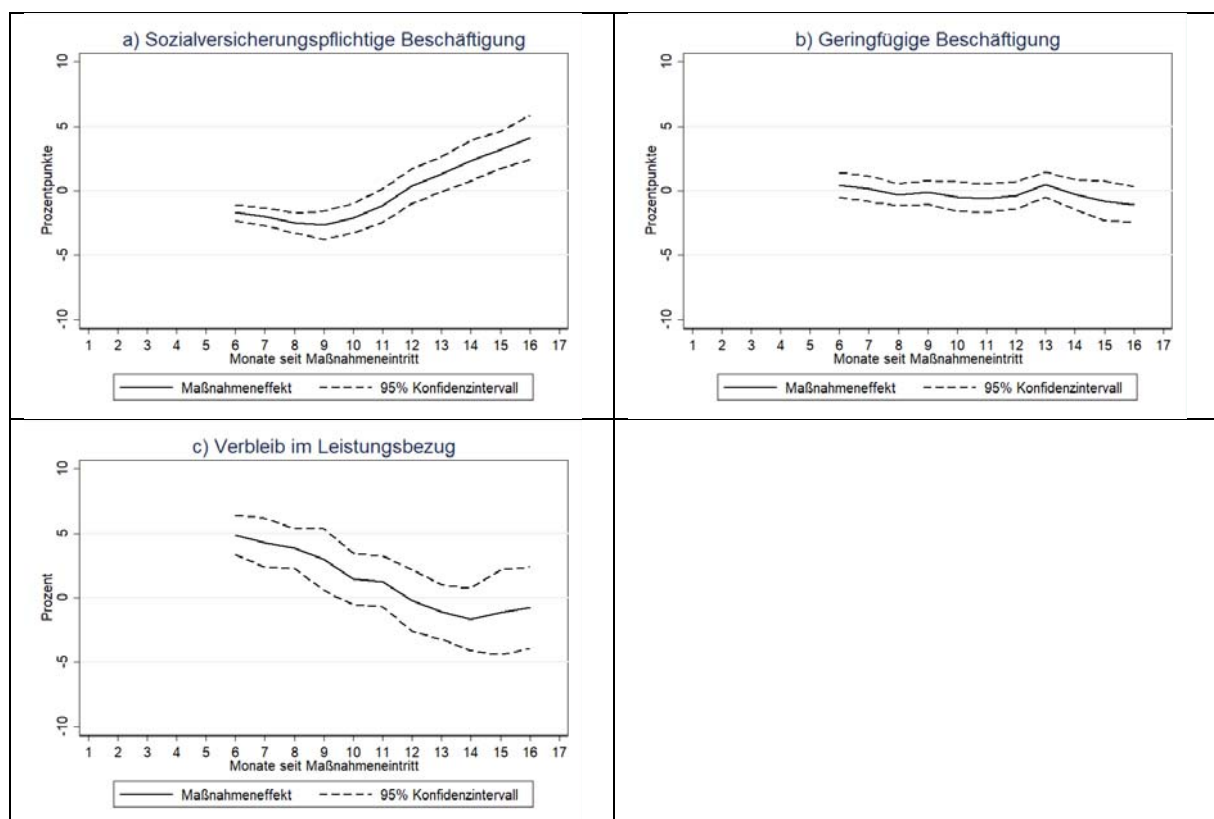 a) Sozialversicherungspflichtige Beschäftigung
Prozentpunkte
10
5
0
-5
-10
1 2 3 4 5 6 7 8 9 10 11 12 13 14 15 16 17
Monate seit Maßnahmeneintritt
Maßnahmeneffekt 95% Konfidenzintervall
b) Geringfügige Beschäftigung
Prozentpunkte
10
5
0
-5
-10
1 2 3 4 5 6 7 8 9 10 11 12 13 14 15 16 17
Monate seit Maßnahmeneintritt
Maßnahmeneffekt 95% Konfidenzintervall
c) Verbleib im Leistungsbezug
Prozent
10
5
0
-5
-10
1 2 3 4 5 6 7 8 9 10 11 12 13 14 15 16 17
Monate seit Maßnahmeneintritt
Maßnahmeneffekt 95% Konfidenzintervall